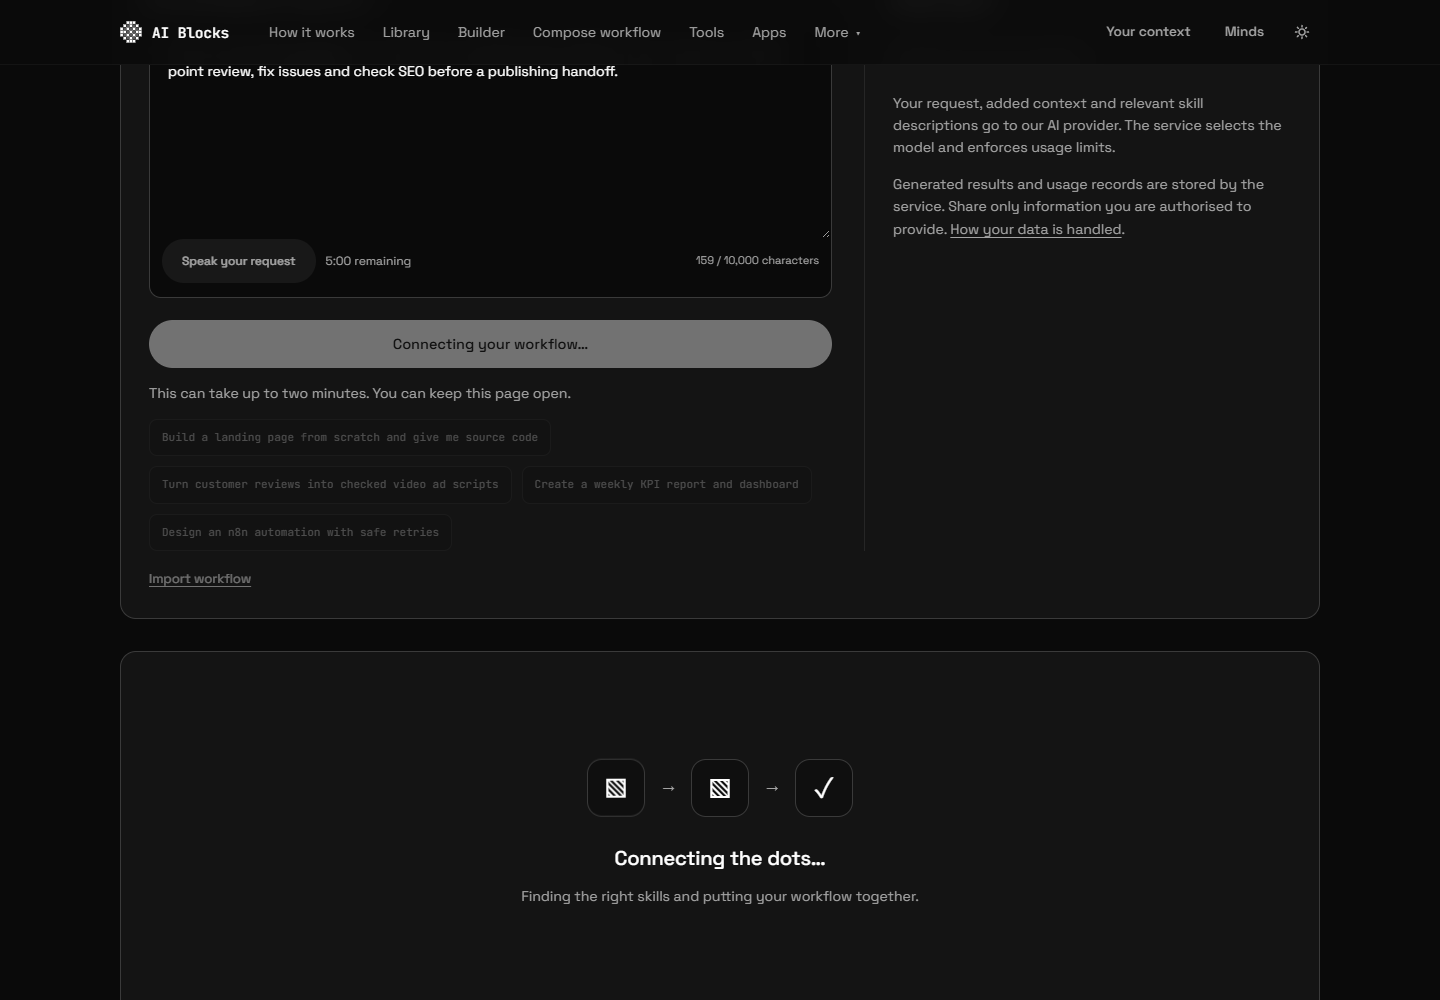 AI Blocks
How it works
Library
Builder
Compose workflow
Tools
Apps
More
Your context
Minds
point review, fix issues and check SEO before a publishing handoff.
Speak your request
5:00 remaining
159 / 10,000 characters
Connecting your workflow...
This can take up to two minutes. You can keep this page open.
Build a landing page from scratch and give me source code
Turn customer reviews into checked video ad scripts
Create a weekly KPI report and dashboard
Design an n8n automation with safe retries
Import workflow
Your request, added context and relevant skill
descriptions go to our AI provider. The service selects the
model and enforces usage limits.
Generated results and usage records are stored by the
service. Share only information you are authorised to
provide. How your data is handled.
Connecting the dots...
Finding the right skills and putting your workflow together.